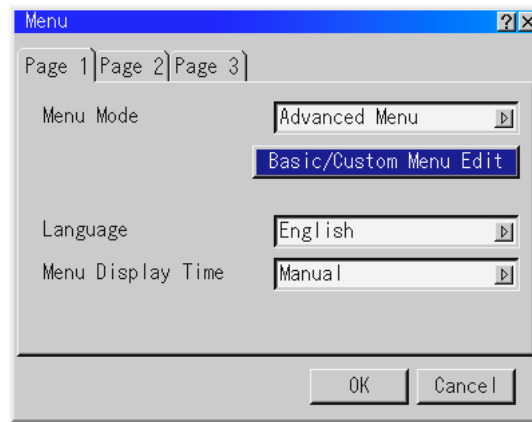 Menu
Page 1 Page 2 Page 3
Menu Mode Advanced Menu
Basic/Custom Menu Edit
Language English
Menu Display Time Manual
OK Cancel